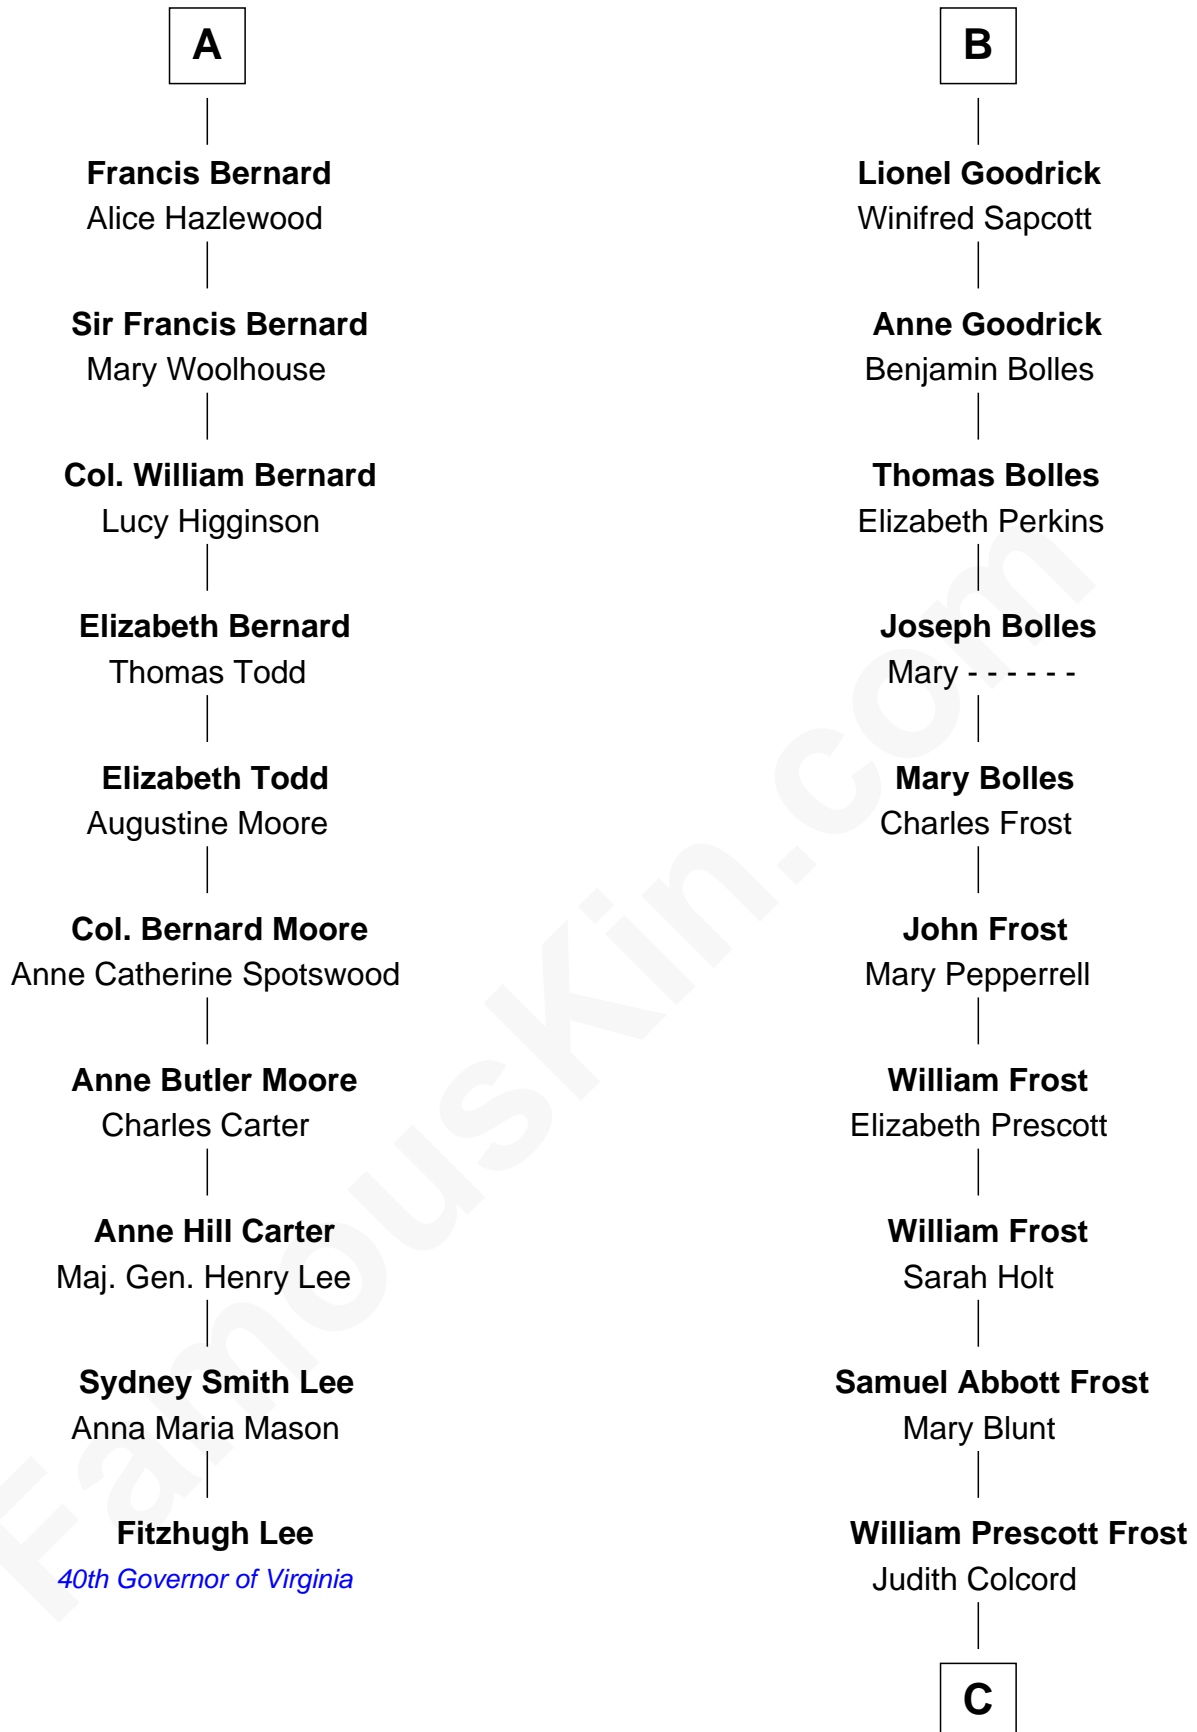 A
Francis Bernard
Alice Hazlewood
Sir Francis Bernard
Mary Woolhouse
Col. William Bernard
Lucy Higginson
Elizabeth Bernard
Thomas Todd
Elizabeth Todd
Augustine Moore
Col. Bernard Moore
Anne Catherine Spotswood
Anne Butler Moore
Charles Carter
Anne Hill Carter
Maj. Gen. Henry Lee
Sydney Smith Lee
Anna Maria Mason
Fitzhugh Lee
40th Governor of Virginia
B
Lionel Goodrick
Winifred Sapcott
Anne Goodrick
Benjamin Bolles
Thomas Bolles
Elizabeth Perkins
Joseph Bolles
Mary - - - - - -
Mary Bolles
Charles Frost
John Frost
Mary Pepperrell
William Frost
Elizabeth Prescott
William Frost
Sarah Holt
Samuel Abbott Frost
Mary Blunt
William Prescott Frost
Judith Colcord
C
FamousKin.com